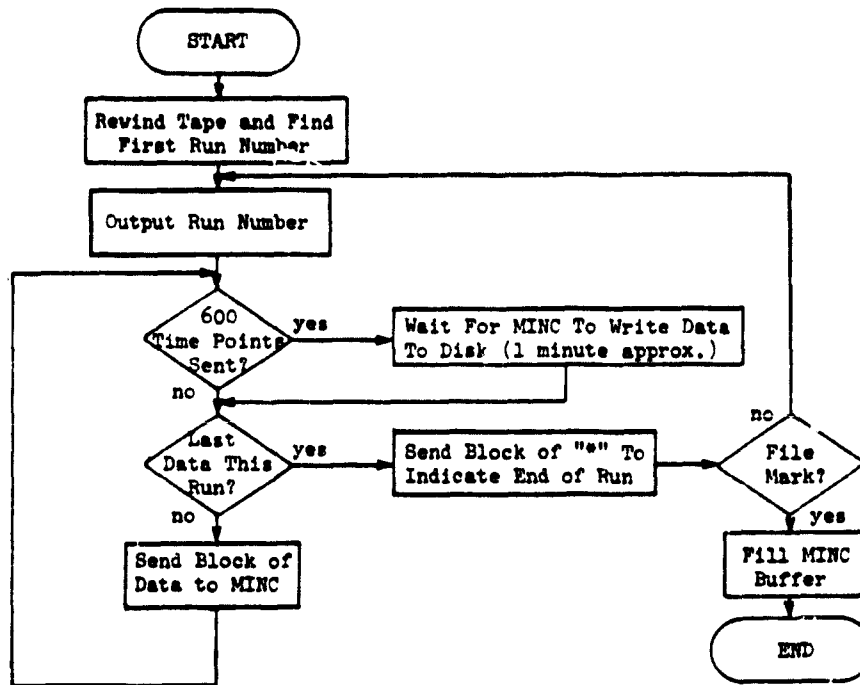 START
Rewind Tape and Find
First Run Number
Output Run Number
600
Time Points
Sent?
yes
Wait For MINC To Write Data
To Disk (1 minute approx.)
no
Last
Data This
Run?
yes
Send Block of "*" To
Indicate End of Run
no
File
Mark?
no
yes
Send Block of
Data to MINC
Fill MINC
Buffer
END